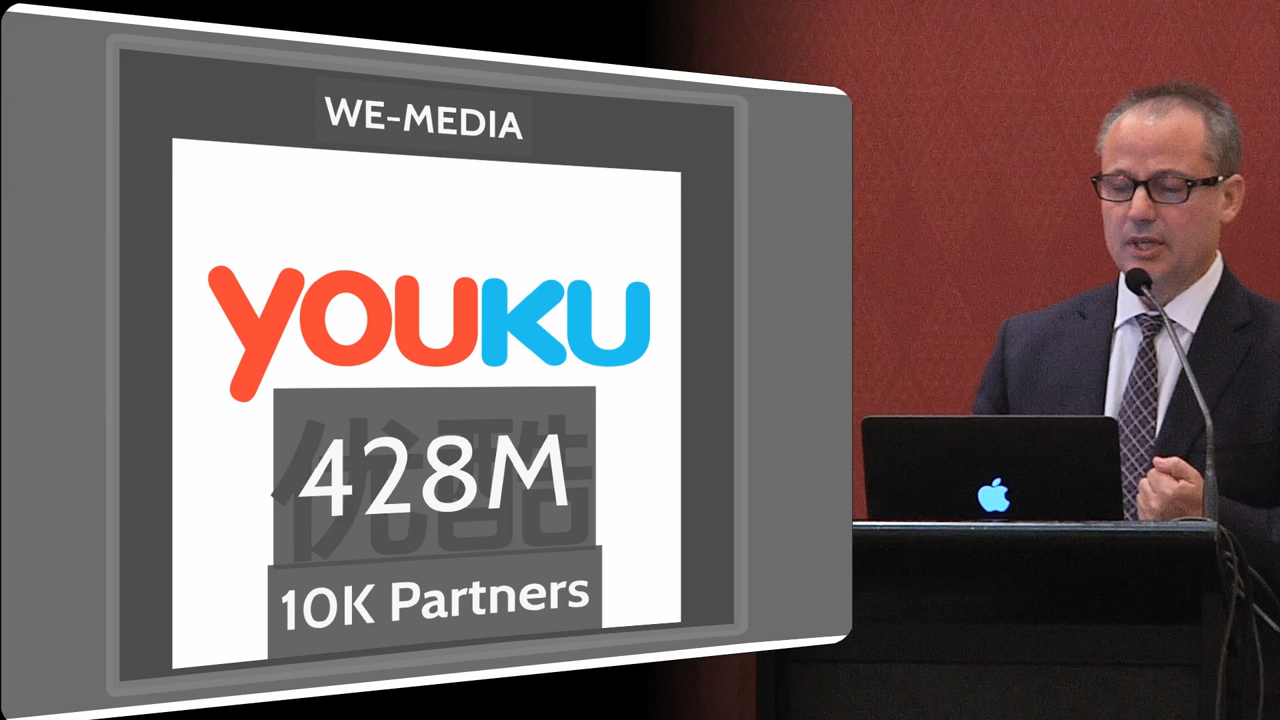 WE-MEDIA
YOUKU
优酷
428M
10K Partners